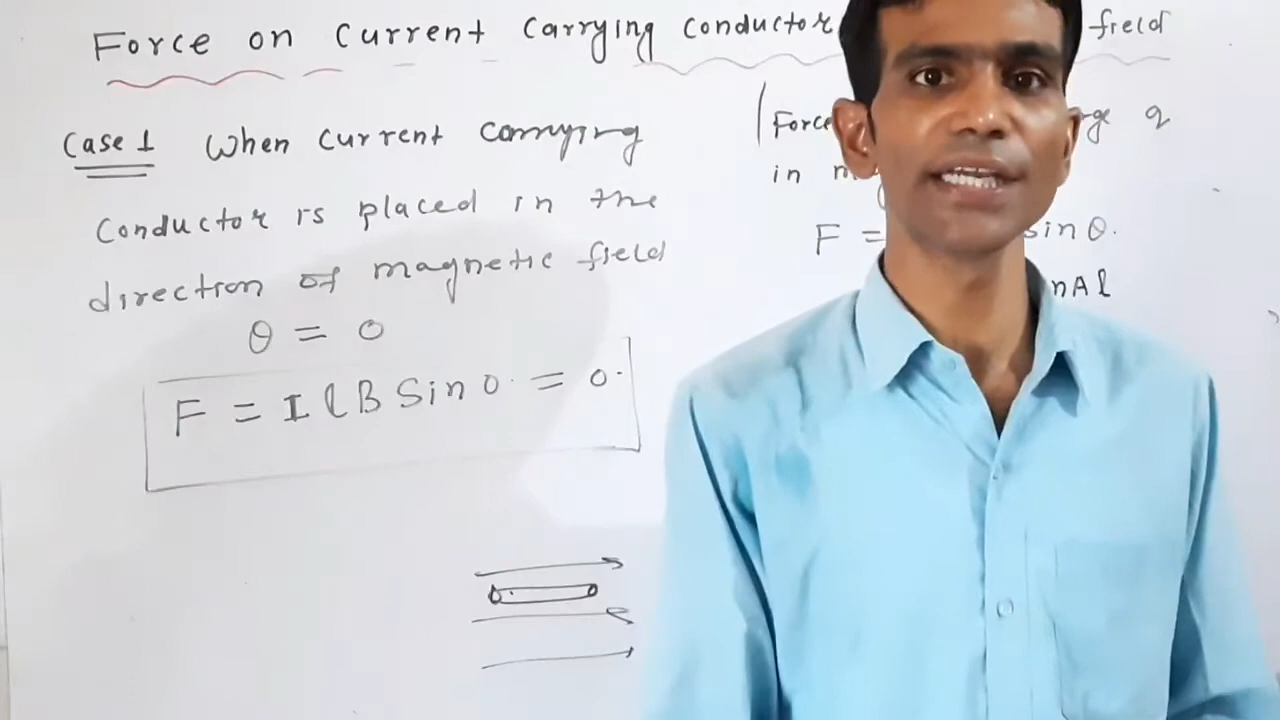 Force on current carrying conductor field
Case 1 When current carrying
conductor is placed in the
direction of magnetic field
θ = 0
F = I l B Sin 0. = 0.
Force q
in
F = sin θ.
nAl